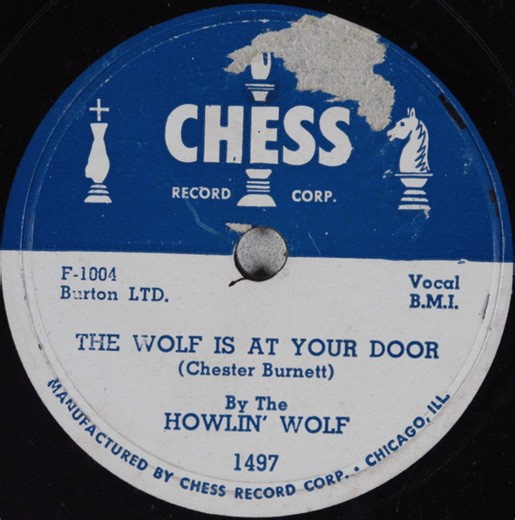 CHESS
RECORD CORP.
F-1004
Burton LTD.
Vocal
B.M.I.
THE WOLF IS AT YOUR DOOR
(Chester Burnett)
By The
HOWLIN' WOLF
1497
MANUFACTURED BY CHESS RECORD CORP. • CHICAGO, ILL.